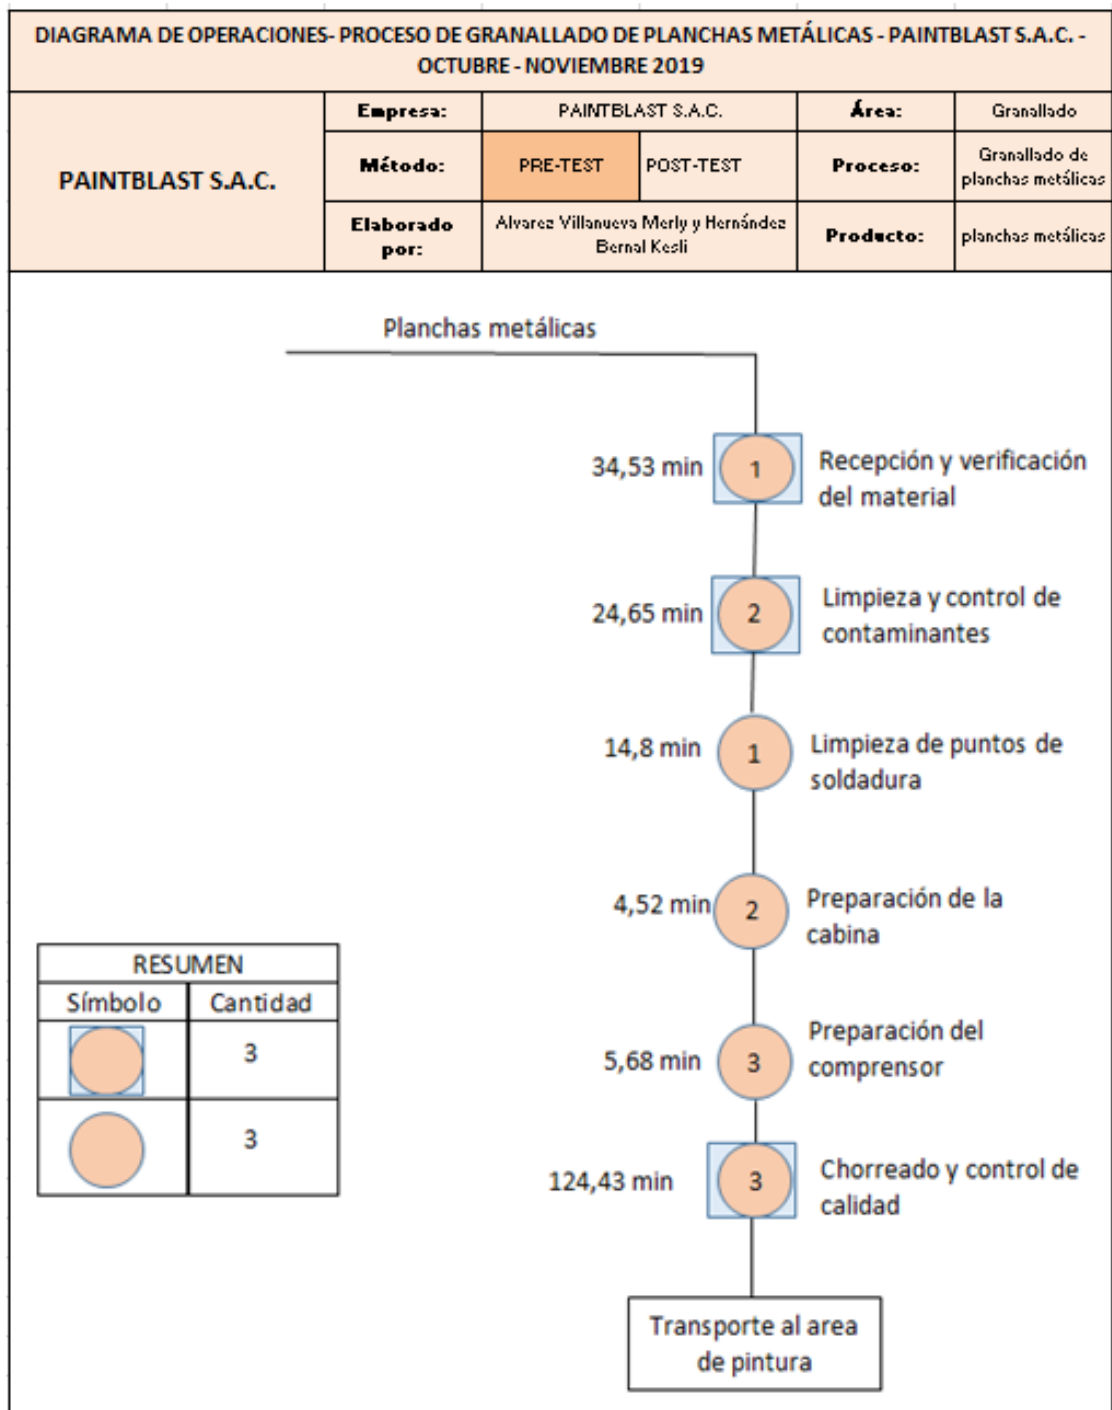 DIAGRAMA DE OPERACIONES- PROCESO DE GRANALLADO DE PLANCHAS METÁLICAS - PAINTBLAST S.A.C. -
OCTUBRE - NOVIEMBRE 2019
PAINTBLAST S.A.C.
Empresa:
PAINTBLAST S.A.C.
Área:
Granallado
Método:
PRE-TEST
POST-TEST
Proceso:
Granallado de
planchas metálicas
Elaborado
por:
Alvarez Villanueva Merly y Hernández
Bernal Kesli
Producto:
planchas metálicas
Planchas metálicas
34,53 min
1
Recepción y verificación
del material
24,65 min
2
Limpieza y control de
contaminantes
14,8 min
1
Limpieza de puntos de
soldadura
4,52 min
2
Preparación de la
cabina
5,68 min
3
Preparación del
comprensor
124,43 min
3
Chorreado y control de
calidad
Transporte al area
de pintura
RESUMEN
Símbolo
Cantidad
3
3